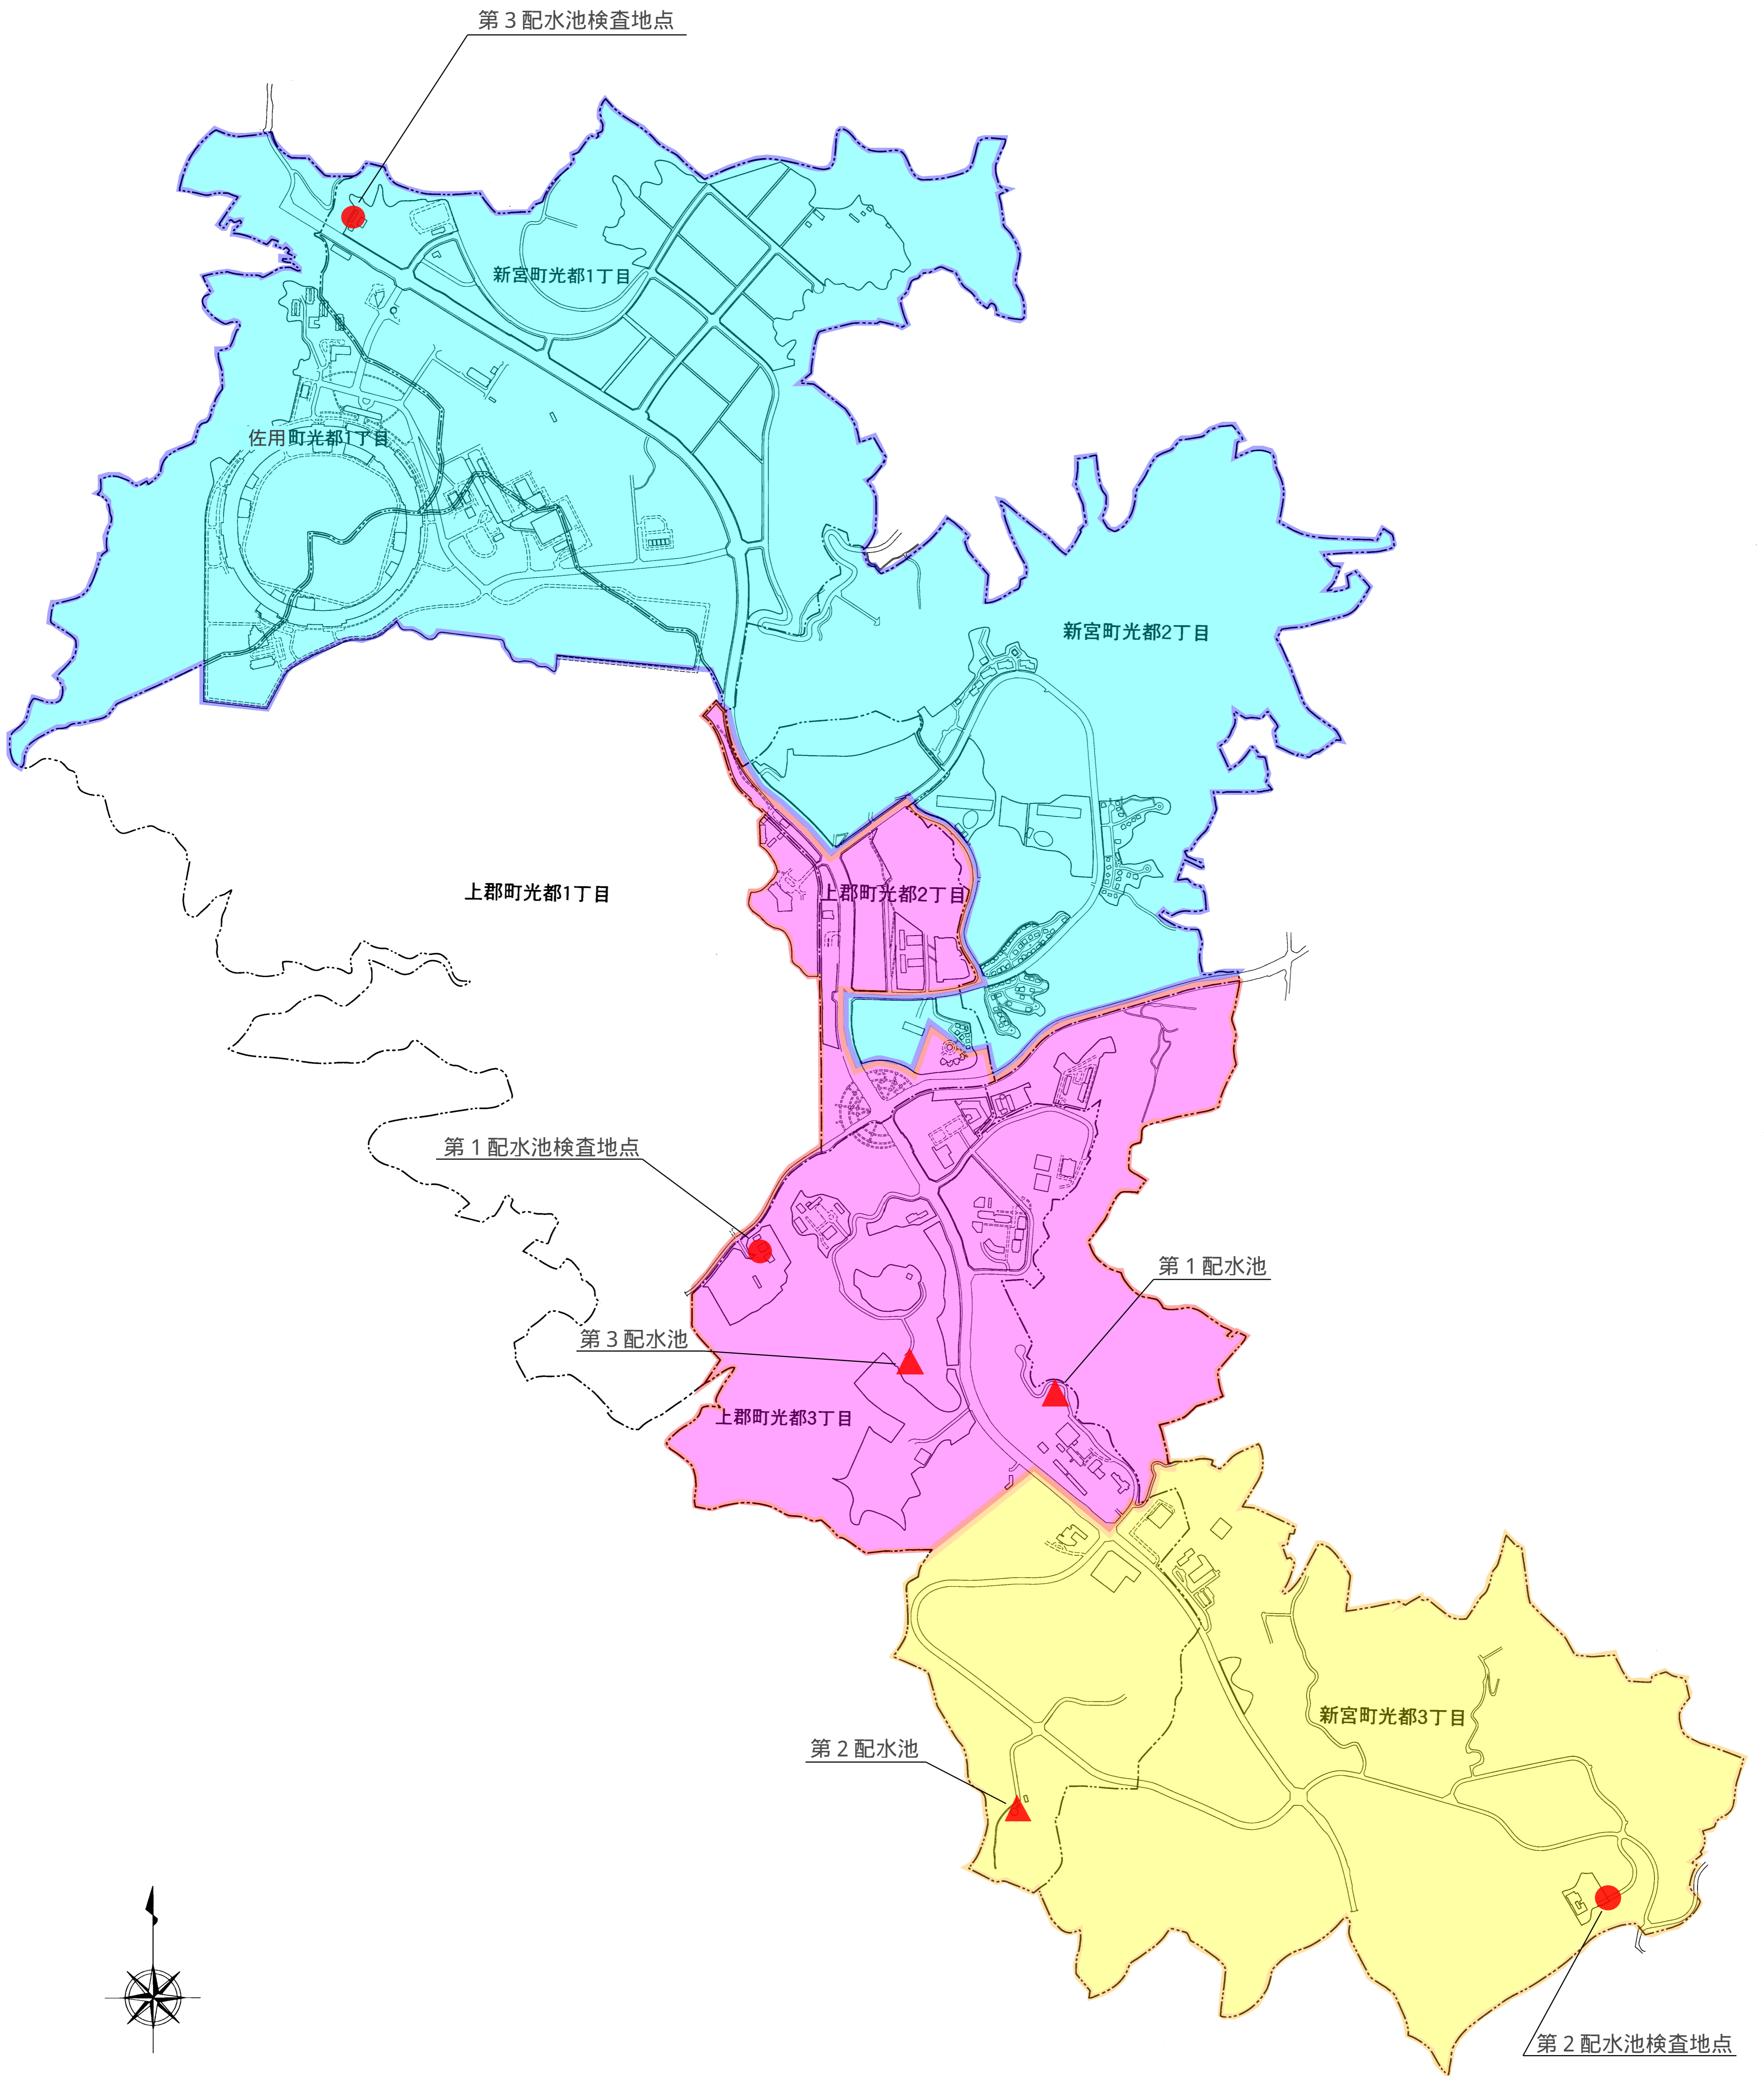 第3配水池検査地点
新宮町光都1丁目
佐用町光都1丁目
新宮町光都2丁目
上郡町光都1丁目
上郡町光都2丁目
第1配水池検査地点
第1配水池
第3配水池
上郡町光都3丁目
新宮町光都3丁目
第2配水池
第2配水池検査地点